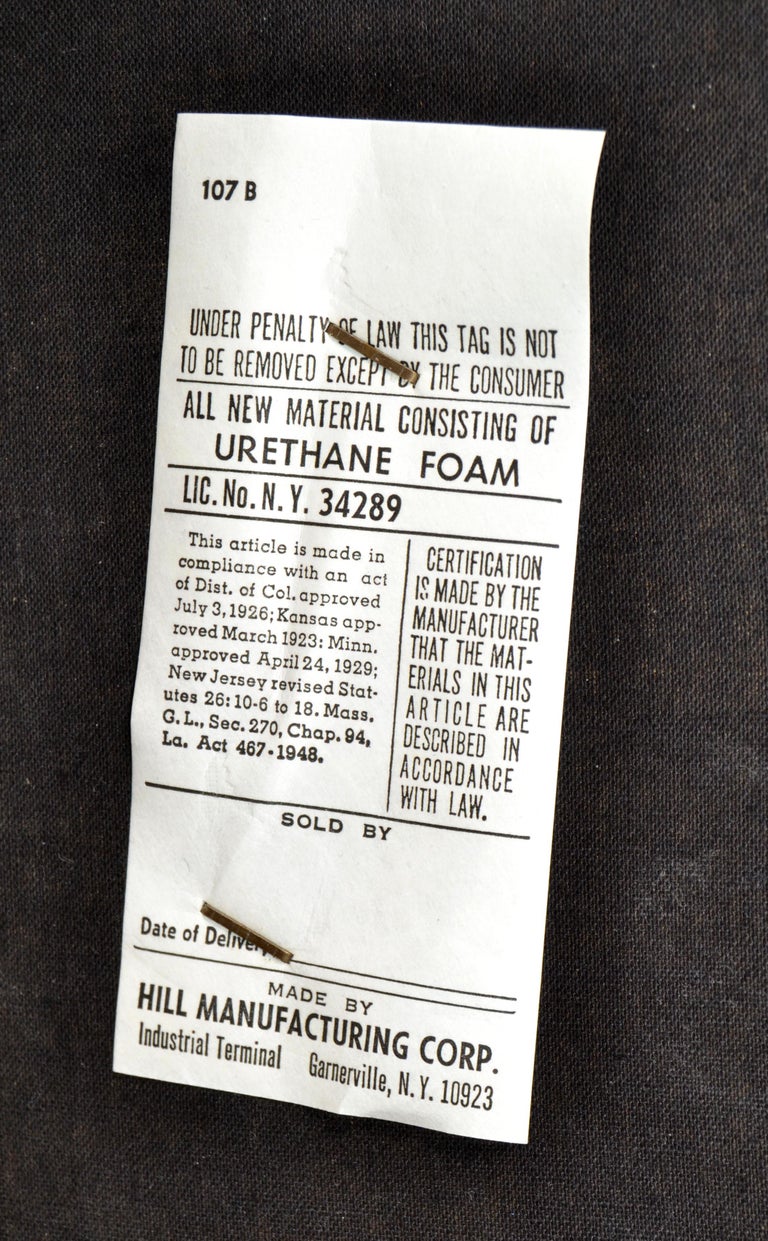 107 B
UNDER PENALTY OF LAW THIS TAG IS NOT
TO BE REMOVED EXCEPT BY THE CONSUMER
ALL NEW MATERIAL CONSISTING OF
URETHANE FOAM
LIC. No. N. Y. 34289
This article is made in
compliance with an act
of Dist. of Col. approved
July 3, 1926; Kansas app-
roved March 1923: Minn.
approved April 24, 1929;
New Jersey revised Stat-
utes 26: 10-6 to 18. Mass.
G. L., Sec. 270, Chap. 94,
La. Act 467-1948.
CERTIFICATION
IS MADE BY THE
MANUFACTURER
THAT THE MAT-
ERIALS IN THIS
ARTICLE ARE
DESCRIBED IN
ACCORDANCE
WITH LAW.
SOLD BY
Date of Delivery
MADE BY
HILL MANUFACTURING CORP.
Industrial Terminal Garnerville, N. Y. 10923